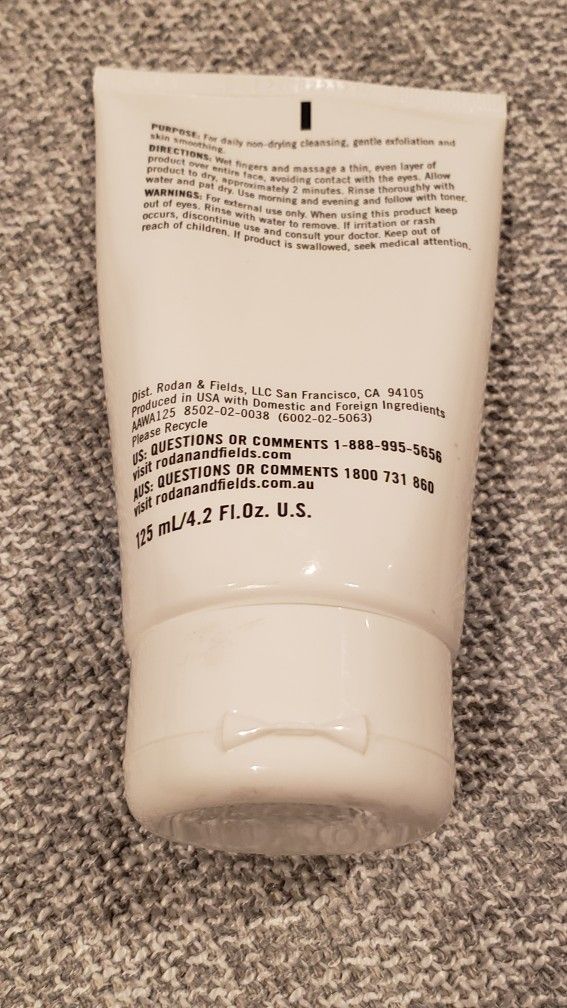 PURPOSE: For daily non-drying cleansing, gentle exfoliation and
skin smoothing.
DIRECTIONS: Wet fingers and massage a thin, even layer of
product over entire face, avoiding contact with the eyes. Allow
product to dry, approximately 2 minutes. Rinse thoroughly with
water and pat dry. Use morning and evening and follow with toner.
WARNINGS: For external use only. When using this product keep
out of eyes. Rinse with water to remove. If irritation or rash
occurs, discontinue use and consult your doctor. Keep out of
reach of children. If product is swallowed, seek medical attention.
Dist. Rodan & Fields, LLC San Francisco, CA 94105
Produced in USA with Domestic and Foreign Ingredients
AAWA125 8502-02-0038 (6002-02-5063)
Please Recycle
US: QUESTIONS OR COMMENTS 1-888-995-5656
visit rodanandfields.com
AUS: QUESTIONS OR COMMENTS 1800 731 860
visit rodanandfields.com.au
125 mL/4.2 Fl.Oz. U.S.